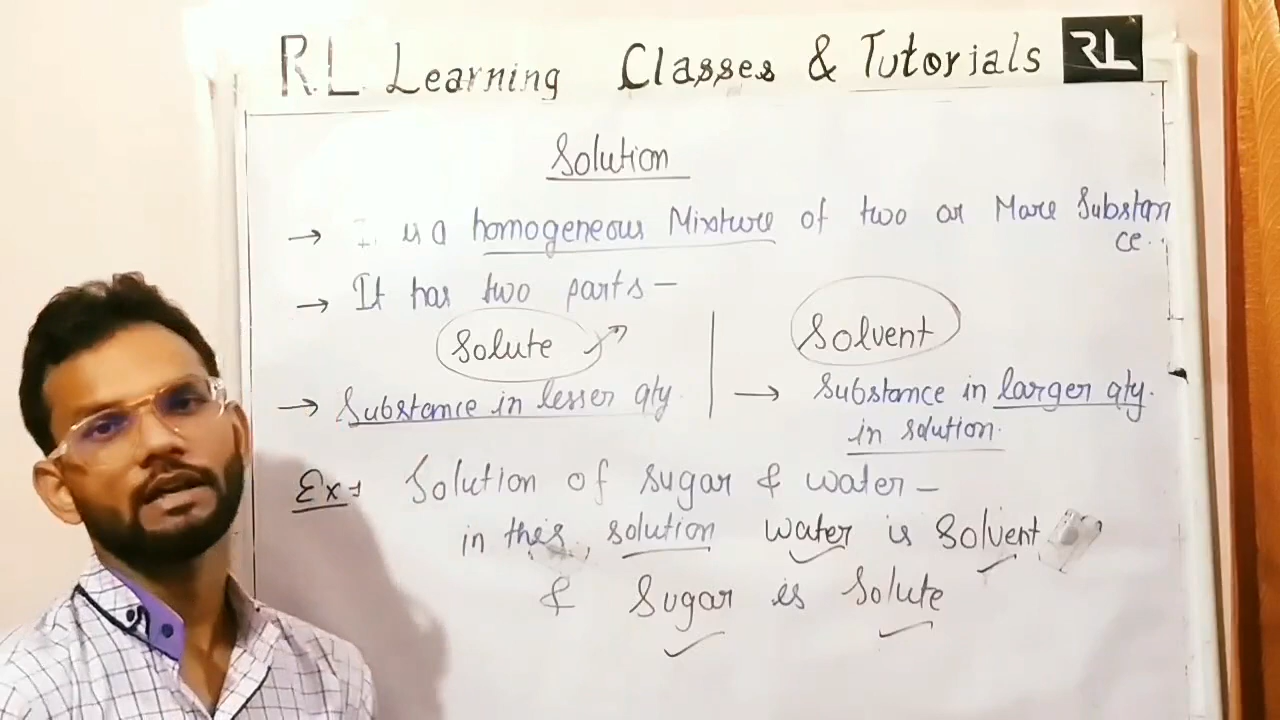 R.L. Learning Classes & Tutorials RL
Solution
→ is a homogeneous Mixture of two or More Substan
ce.
→ It has two parts —
Solute
Solvent
→ Substance in lesser qty.
→ Substance in larger qty.
in solution.
Ex:- Solution of sugar & water —
in this, solution water is Solvent
& Sugar is Solute